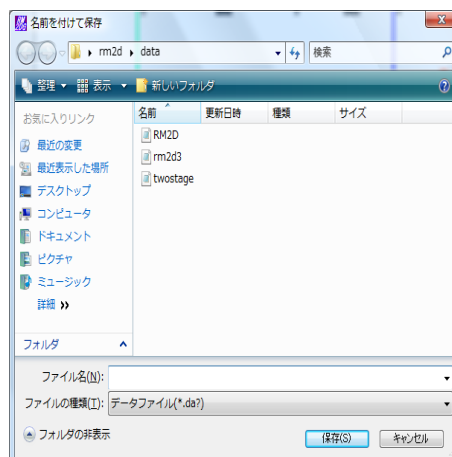 名前を付けて保存
rm2d data 検索
整理 表示 新しいフォルダ
お気に入りリンク
最近の変更
最近表示した場所
デスクトップ
コンピュータ
ドキュメント
ピクチャ
ミュージック
詳細 >>
フォルダ
名前 更新日時 種類 サイズ
RM2D
rm2d3
twostage
ファイル名(N):
ファイルの種類(T): データファイル(*.da?)
フォルダの非表示 保存(S) キャンセル